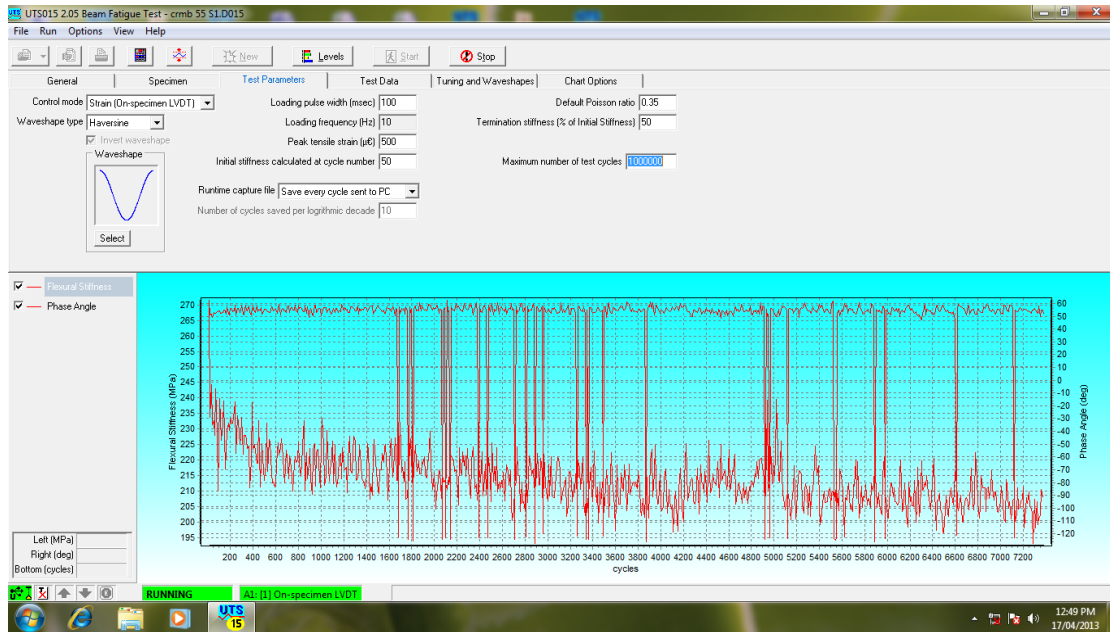 UTS015 2.05 Beam Fatigue Test - crmb 55 S1.D015
File Run Options View Help
New Levels Start Stop
General Specimen Test Parameters Test Data Tuning and Waveshapes Chart Options
Control mode Strain (On-specimen LVDT) Loading pulse width (msec) 100 Default Poisson ratio 0.35
Waveshape type Haversine Loading frequency (Hz) 10 Termination stiffness (% of Initial Stiffness) 50
Invert waveshape Peak tensile strain (µ€) 500
Waveshape Initial stiffness calculated at cycle number 50 Maximum number of test cycles 1000000
Runtime capture file Save every cycle sent to PC
Number of cycles saved per logrithmic decade 10
Select
Flexural Stiffness
Phase Angle
270 265 260 255 250 245 240 235 230 225 220 215 210 205 200 195
Flexural Stiffness (MPa)
60 50 40 30 20 10 0 -10 -20 -30 -40 -50 -60 -70 -80 -90 -100 -110 -120
Phase Angle (deg)
200 400 600 800 1000 1200 1400 1600 1800 2000 2200 2400 2600 2800 3000 3200 3400 3600 3800 4000 4200 4400 4600 4800 5000 5200 5400 5600 5800 6000 6200 6400 6600 6800 7000 7200
cycles
Left (MPa)
Right (deg)
Bottom (cycles)
RUNNING A1: [1] On-specimen LVDT
UTS 15
12:49 PM
17/04/2013